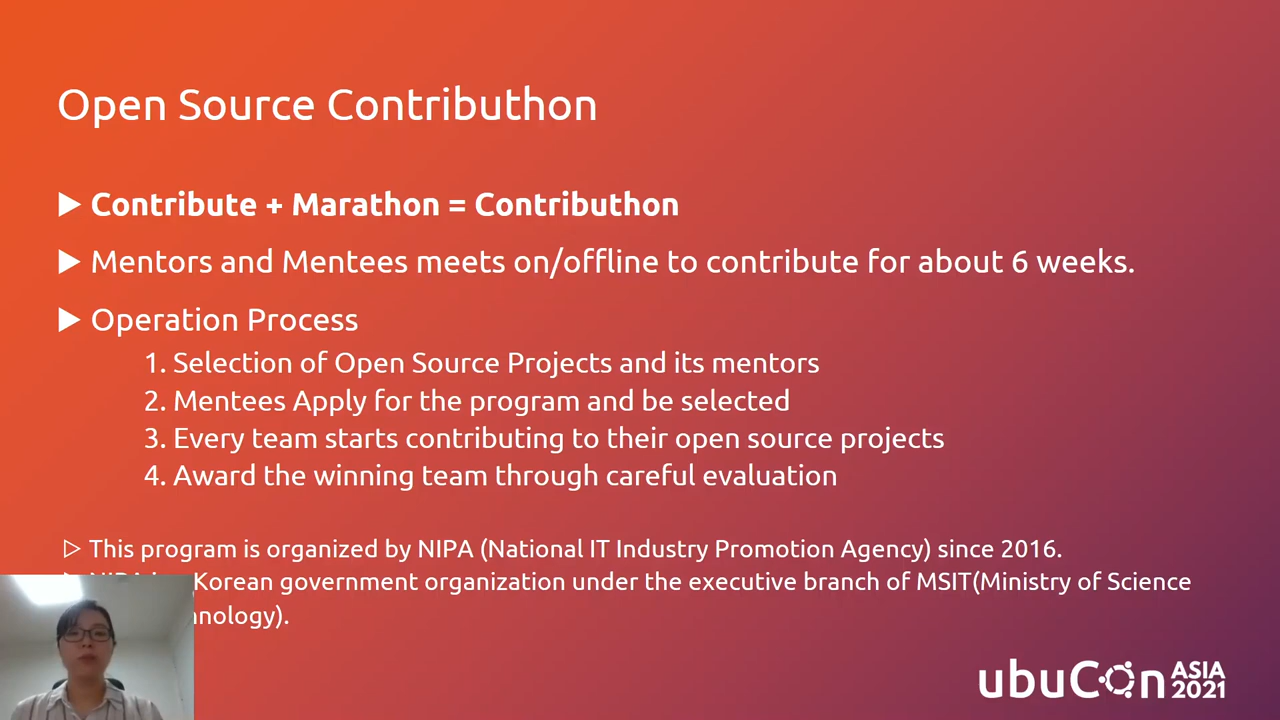 Open Source Contributhon
▶ Contribute + Marathon = Contributhon
▶ Mentors and Mentees meets on/offline to contribute for about 6 weeks.
▶ Operation Process
1. Selection of Open Source Projects and its mentors
2. Mentees Apply for the program and be selected
3. Every team starts contributing to their open source projects
4. Award the winning team through careful evaluation
▷ This program is organized by NIPA (National IT Industry Promotion Agency) since 2016.
Korean government organization under the executive branch of MSIT(Ministry of Science
ubuCon ASIA 2021